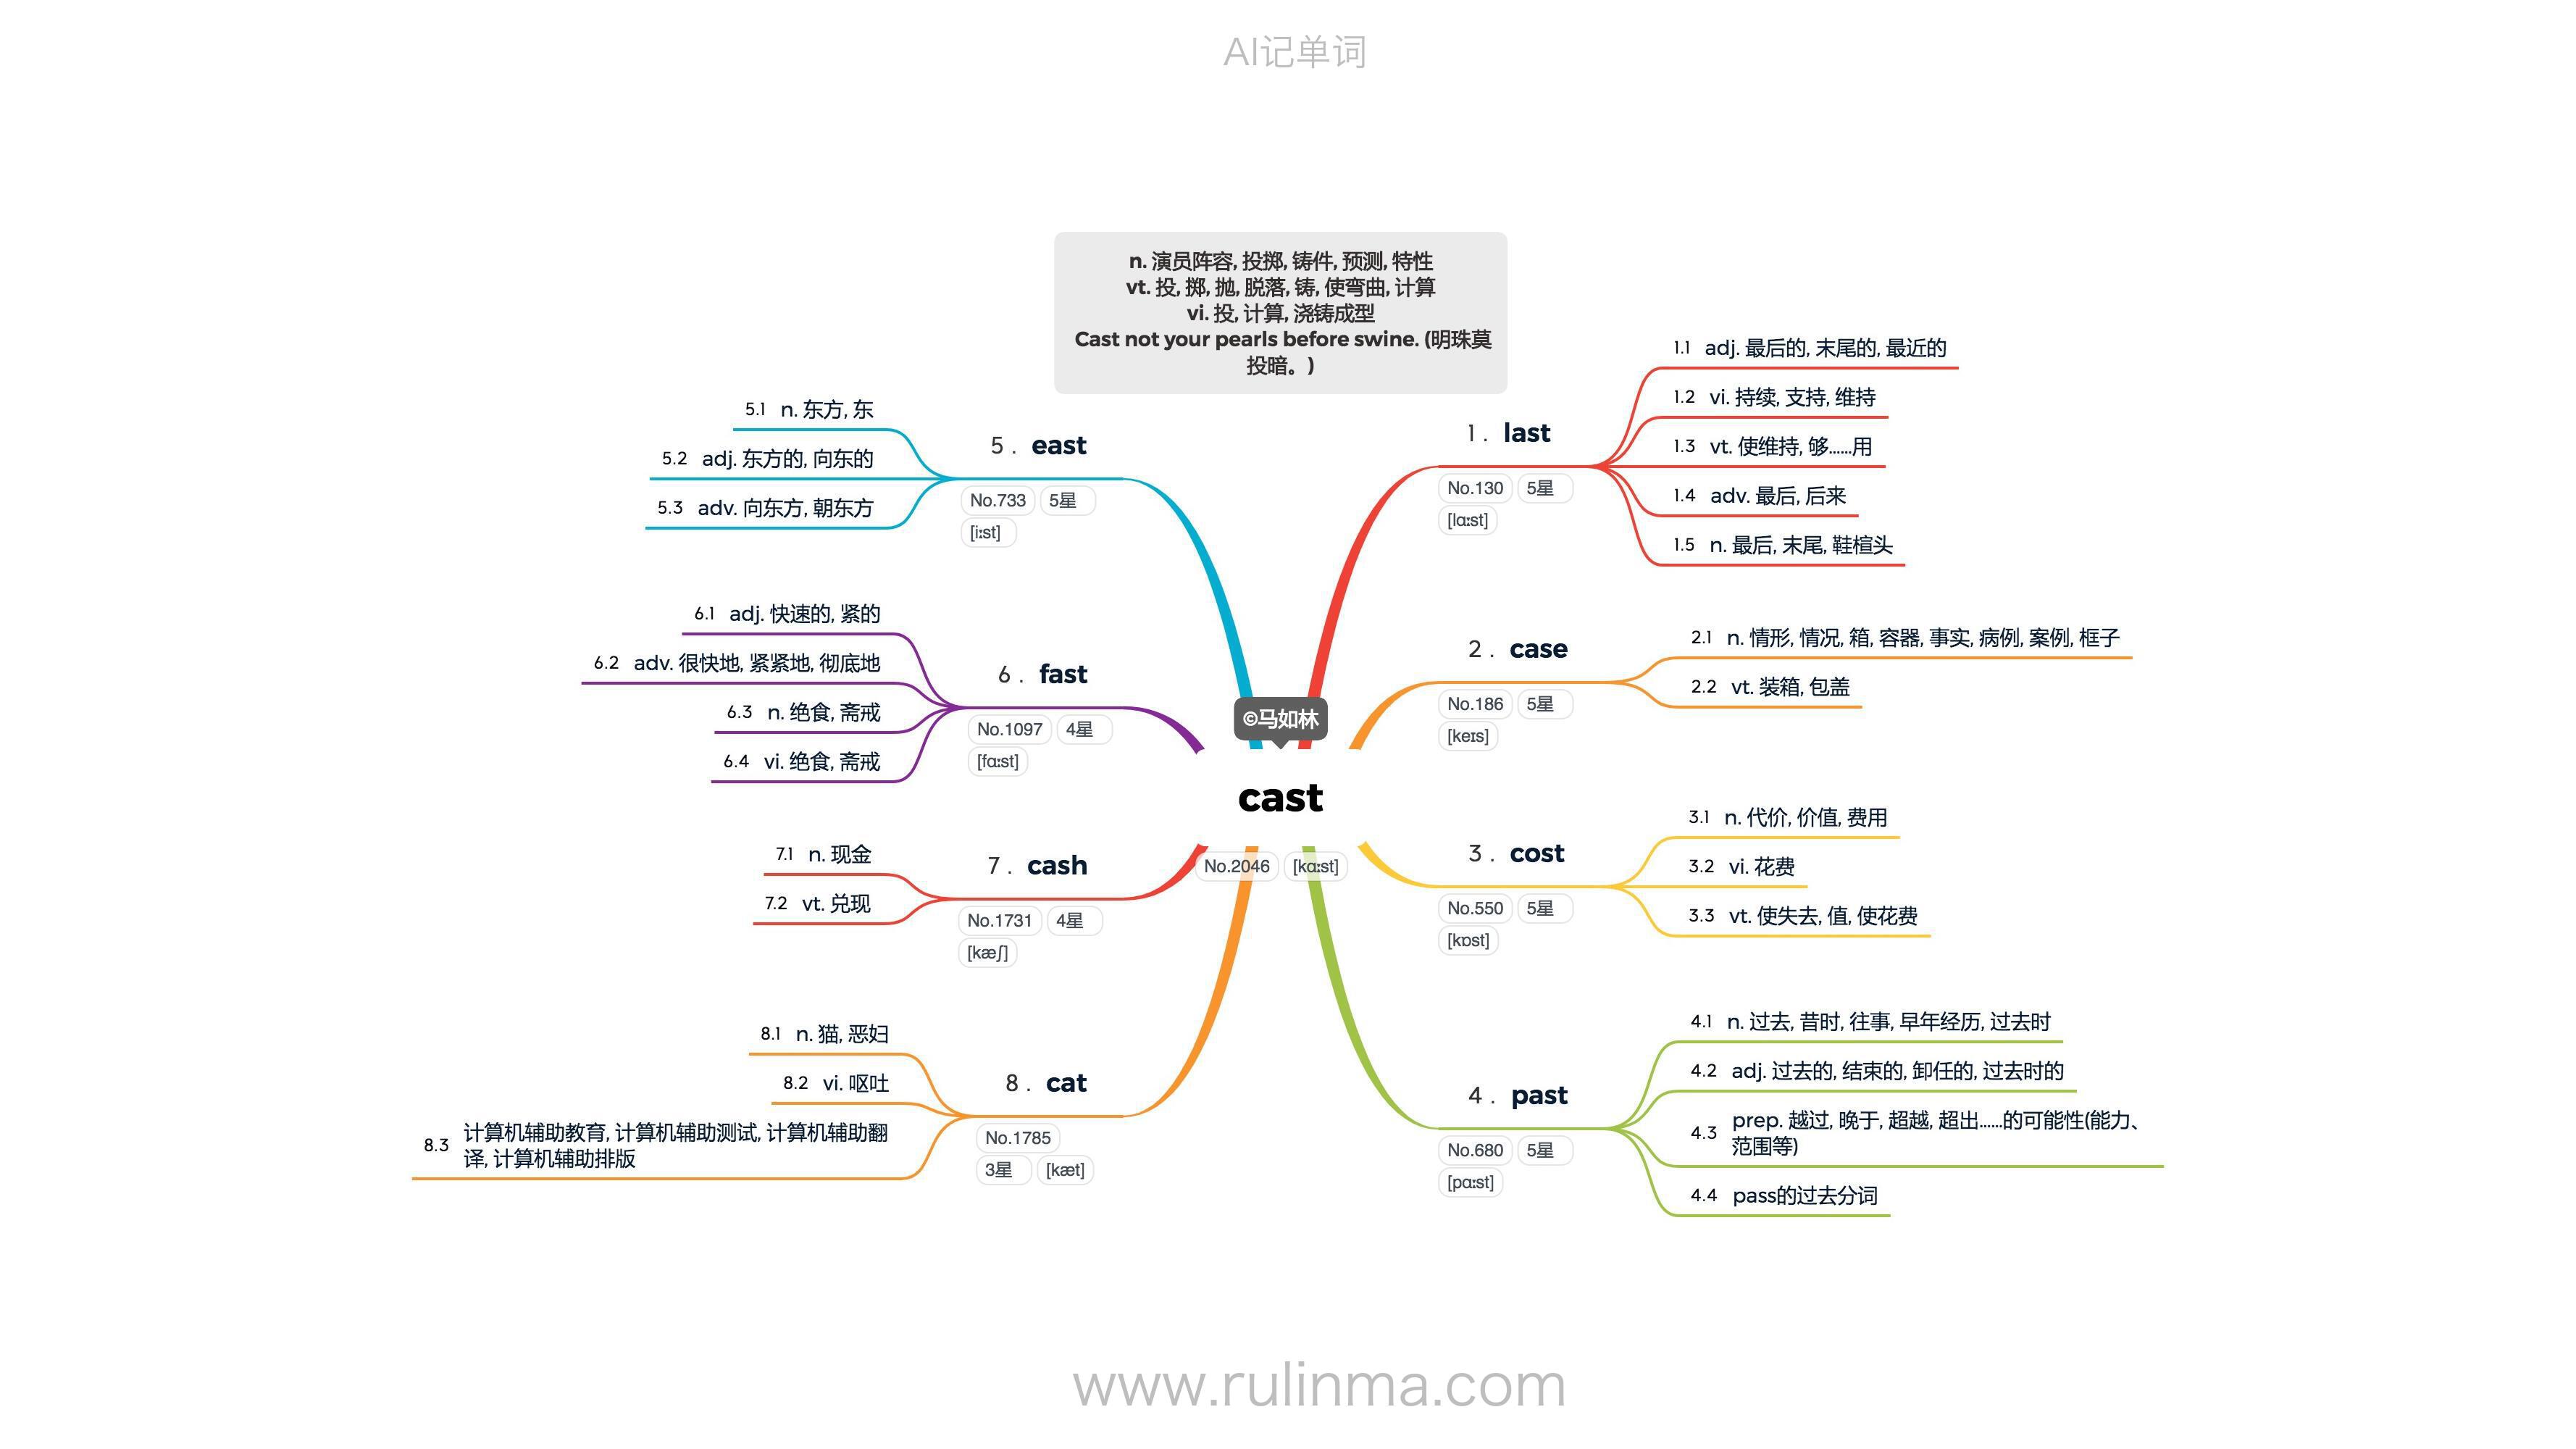 AI记单词
n. 演员阵容, 投掷, 铸件, 预测, 特性
vt. 投, 掷, 抛, 脱落, 铸, 使弯曲, 计算
vi. 投, 计算, 浇铸成型
Cast not your pearls before swine. (明珠莫
投暗。)
©马如林
cast
No.2046 [kɑːst]
1 . last
No.130 5星
[lɑːst]
1.1 adj. 最后的, 末尾的, 最近的
1.2 vi. 持续, 支持, 维持
1.3 vt. 使维持, 够……用
1.4 adv. 最后, 后来
1.5 n. 最后, 末尾, 鞋楦头
2 . case
No.186 5星
[keɪs]
2.1 n. 情形, 情况, 箱, 容器, 事实, 病例, 案例, 框子
2.2 vt. 装箱, 包盖
3 . cost
No.550 5星
[kɒst]
3.1 n. 代价, 价值, 费用
3.2 vi. 花费
3.3 vt. 使失去, 值, 使花费
4 . past
No.680 5星
[pɑːst]
4.1 n. 过去, 昔时, 往事, 早年经历, 过去时
4.2 adj. 过去的, 结束的, 卸任的, 过去时的
4.3 prep. 越过, 晚于, 超越, 超出……的可能性(能力、
范围等)
4.4 pass的过去分词
5 . east
No.733 5星
[iːst]
5.1 n. 东方, 东
5.2 adj. 东方的, 向东的
5.3 adv. 向东方, 朝东方
6 . fast
No.1097 4星
[fɑːst]
6.1 adj. 快速的, 紧的
6.2 adv. 很快地, 紧紧地, 彻底地
6.3 n. 绝食, 斋戒
6.4 vi. 绝食, 斋戒
7 . cash
No.1731 4星
[kæʃ]
7.1 n. 现金
7.2 vt. 兑现
8 . cat
No.1785
3星 [kæt]
8.1 n. 猫, 恶妇
8.2 vi. 呕吐
8.3 计算机辅助教育, 计算机辅助测试, 计算机辅助翻
译, 计算机辅助排版
www.rulinma.com